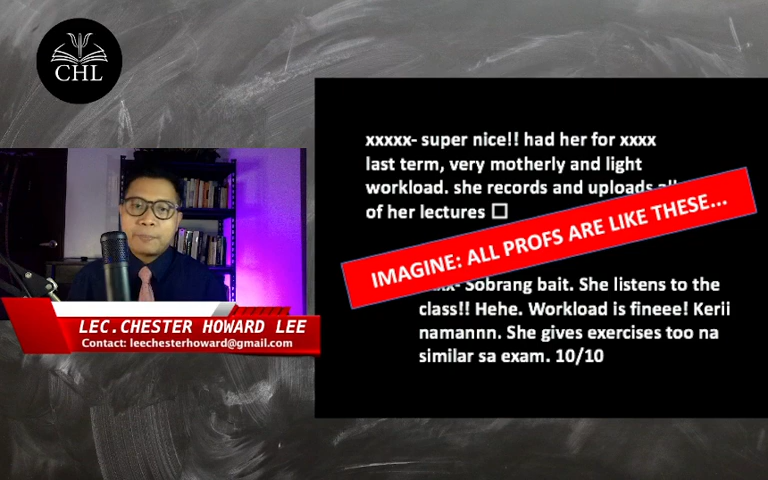 CHL
xxxxx- super nice!! had her for xxxx
last term, very motherly and light
workload. she records and uploads all
of her lectures ☐
IMAGINE: ALL PROFS ARE LIKE THESE...
Sobrang bait. She listens to the
class!! Hehe. Workload is fineee! Kerii
namannn. She gives exercises too na
similar sa exam. 10/10
LEC.CHESTER HOWARD LEE
Contact: leechesterhoward@gmail.com